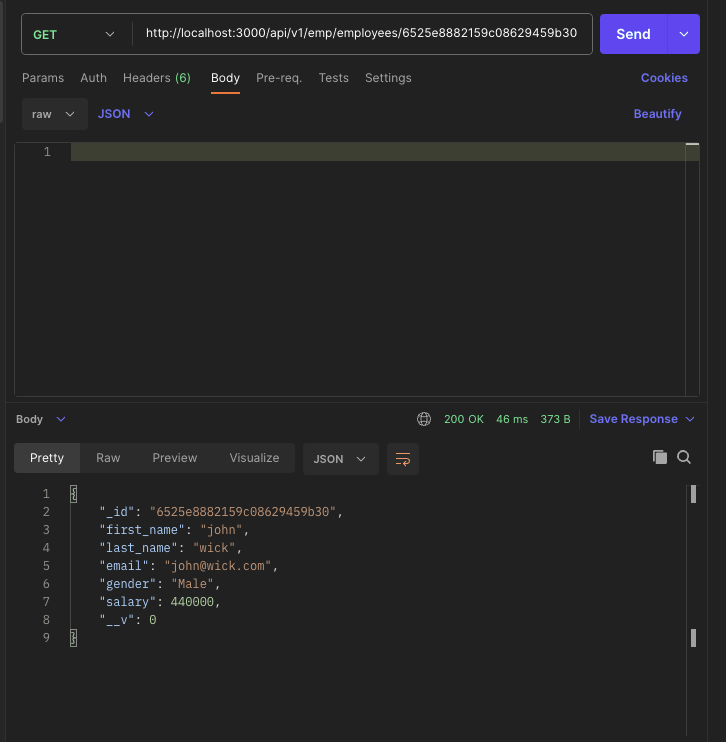 GET http://localhost:3000/api/v1/emp/employees/6525e8882159c08629459b30 Send
Params Auth Headers (6) Body Pre-req. Tests Settings Cookies
raw JSON Beautify
1
Body 200 OK 46 ms 373 B Save Response
Pretty Raw Preview Visualize JSON
1 {
2 "_id": "6525e8882159c08629459b30",
3 "first_name": "john",
4 "last_name": "wick",
5 "email": "john@wick.com",
6 "gender": "Male",
7 "salary": 440000,
8 "__v": 0
9 }